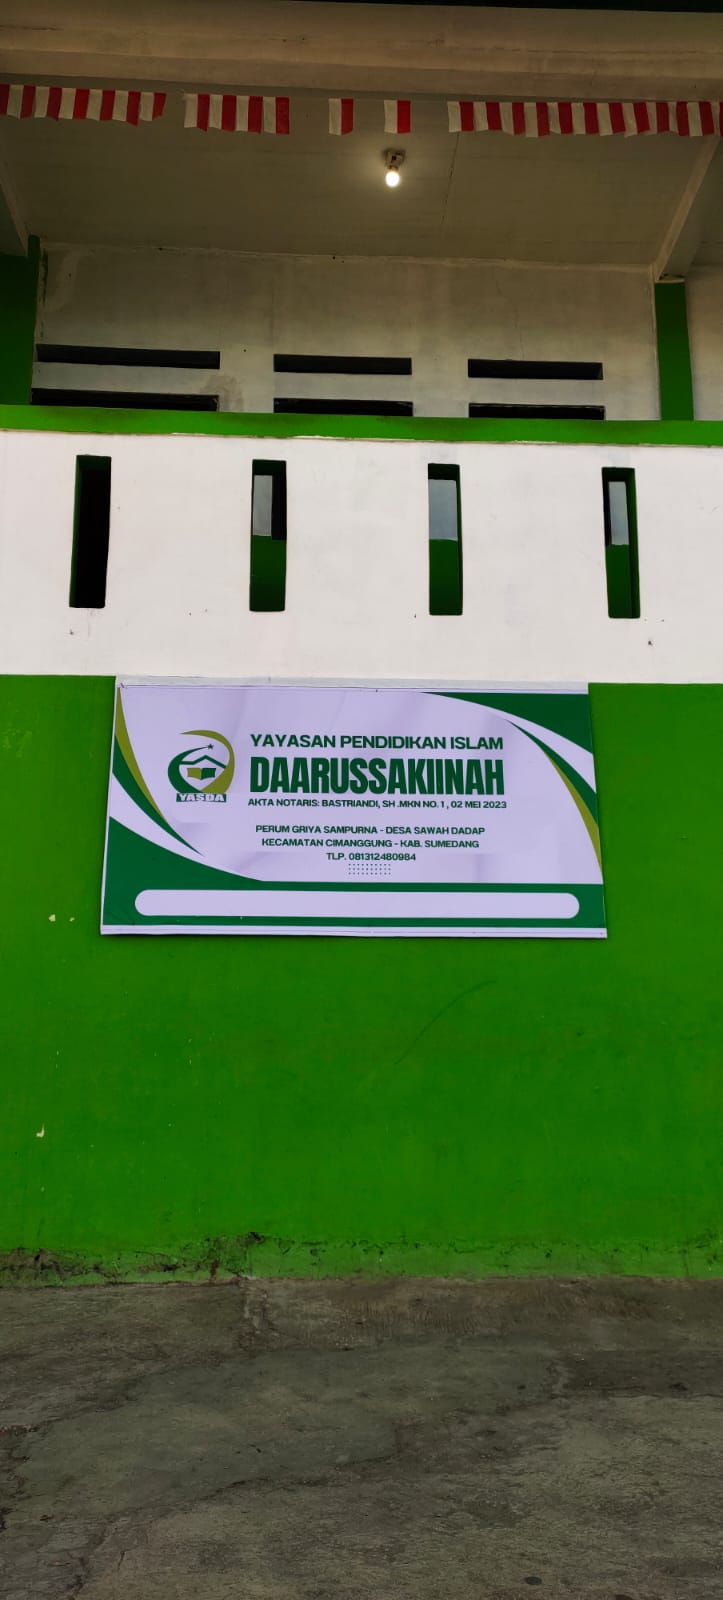 YAYASAN PENDIDIKAN ISLAM
DAARUSSAKIINAH
AKTA NOTARIS: BASTRIANDI, SH .MKN NO. 1 , 02 MEI 2023
YASDA
PERUM GRIYA SAMPURNA - DESA SAWAH DADAP
KECAMATAN CIMANGGUNG - KAB. SUMEDANG
TLP. 081312480984